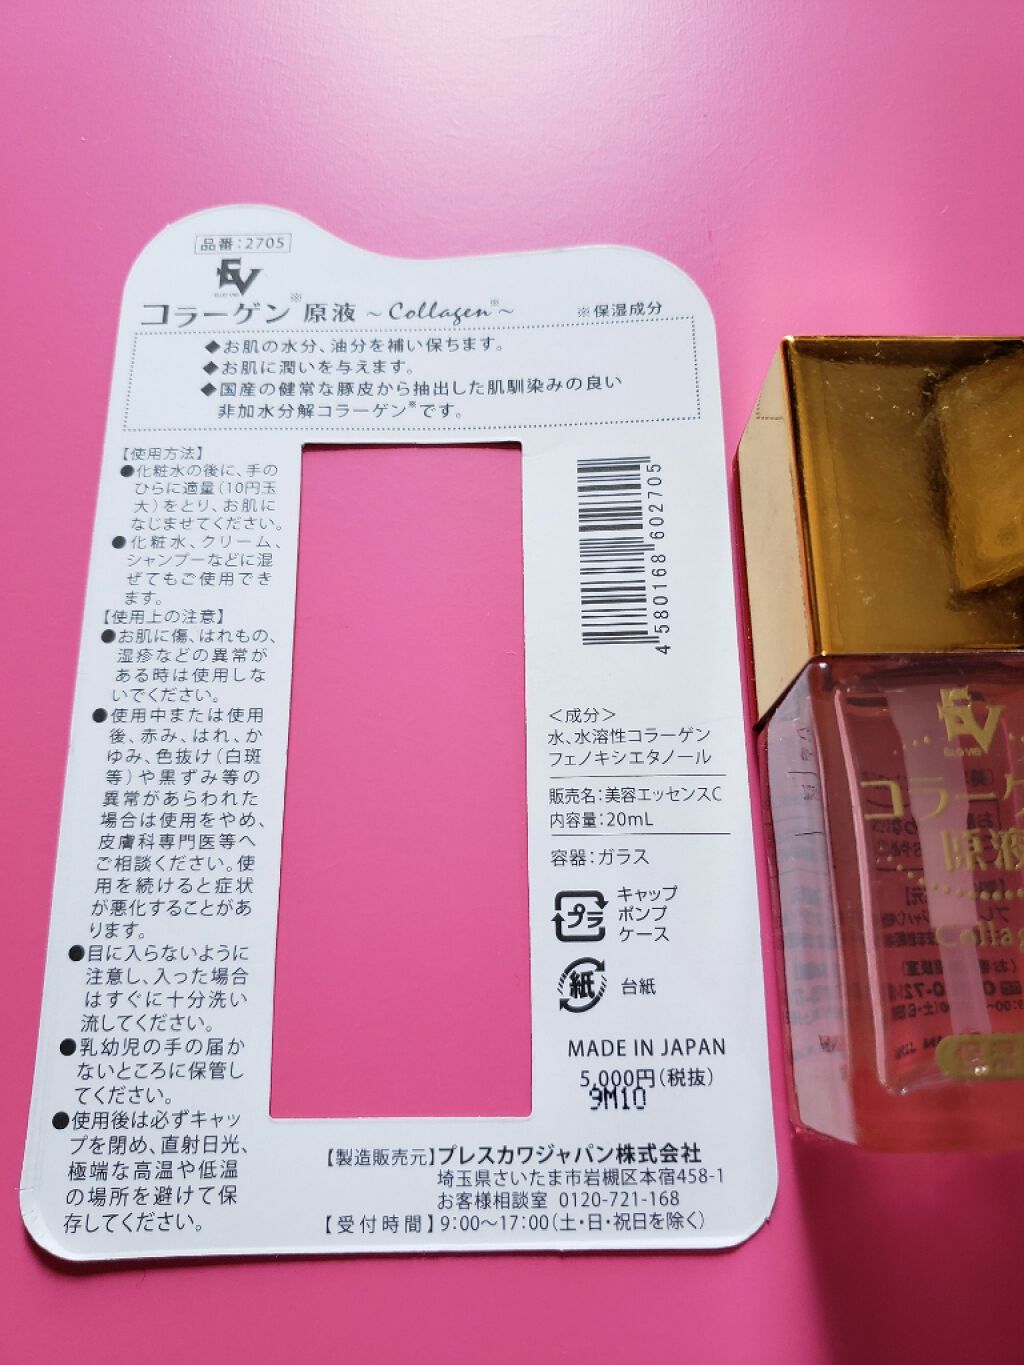 品番:2705
EV
コラーゲン※原液 ~Collagen※~ ※保湿成分
◆お肌の水分、油分を補い保ちます。
◆お肌に潤いを与えます。
◆国産の健常な豚皮から抽出した肌馴染みの良い
非加水分解コラーゲン※です。
【使用方法】
●化粧水の後に、手の
ひらに適量(10円玉
大)をとり、お肌に
なじませてください。
●化粧水、クリーム、
シャンプーなどに混
ぜてもご使用でき
ます。
【使用上の注意】
●お肌に傷、はれもの、
湿疹などの異常が
ある時は使用しな
いでください。
●使用中または使用
後、赤み、はれ、か
ゆみ、色抜け(白斑
等)や黒ずみ等の
異常があらわれた
場合は使用をやめ、
皮膚科専門医等へ
ご相談ください。使
用を続けると症状
が悪化することがあ
ります。
●目に入らないように
注意し、入った場合
はすぐに十分洗い
流してください。
●乳幼児の手の届か
ないところに保管し
てください。
●使用後は必ずキャッ
プを閉め、直射日光、
極端な高温や低温
の場所を避けて保
存してください。
4 580168 602705
<成分>
水、水溶性コラーゲン
フェノキシエタノール
販売名:美容エッセンスC
内容量:20mL
容器:ガラス
プラ
キャップ
ポンプ
ケース
紙 台紙
MADE IN JAPAN
5,000円(税抜)
9M10
【製造販売元】プレスカワジャパン株式会社
埼玉県さいたま市岩槻区本宿458-1
お客様相談室 0120-721-168
【受付時間】9:00〜17:00(土・日・祝日を除く)
EV
コラーゲ
原液
Collag